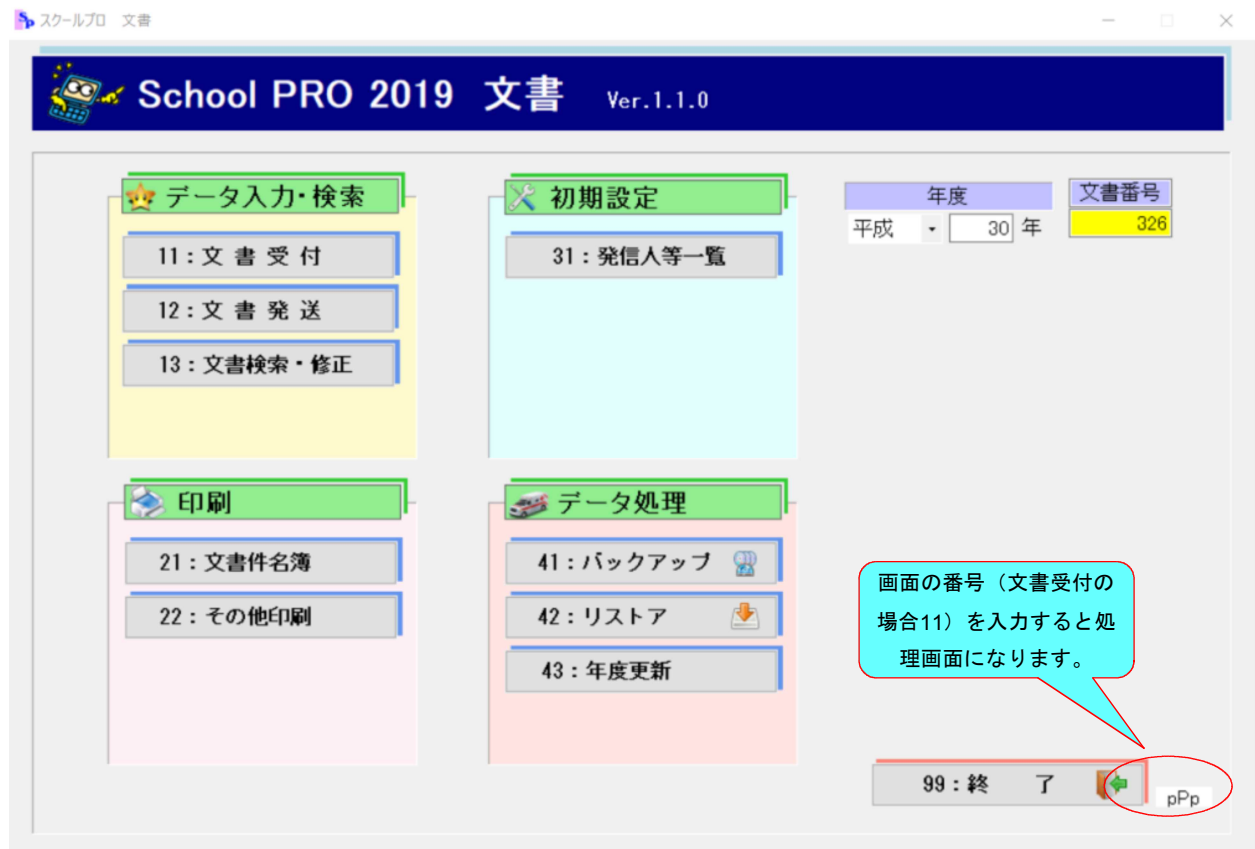 スクールプロ 文書
School PRO 2019 文書 Ver.1.1.0
データ入力・検索
11：文 書 受 付
12：文 書 発 送
13：文書検索・修正
初期設定
31：発信人等一覧
年度
平成 30 年
文書番号
326
印刷
21：文書件名簿
22：その他印刷
データ処理
41：バックアップ
42：リストア
43：年度更新
画面の番号（文書受付の
場合11）を入力すると処
理画面になります。
99：終 了
pPp